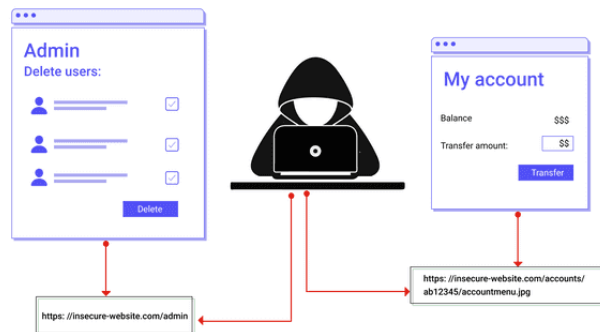 Admin
Delete users:
Delete
https: //insecure-website.com/admin
My account
Balance $$$
Transfer amount: $$
Transfer
https: //insecure-website.com/accounts/
ab12345/accountmenu.jpg